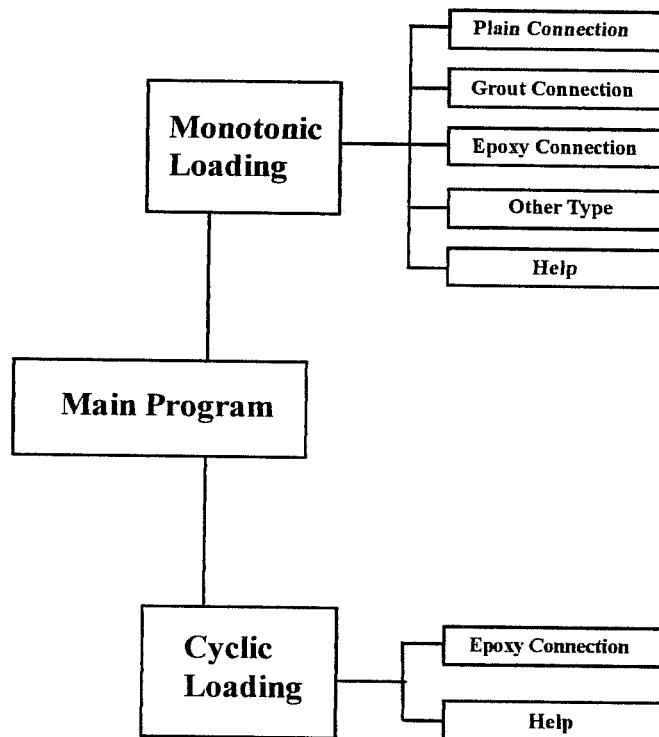 Plain Connection
Grout Connection
Monotonic
Loading
Epoxy Connection
Other Type
Help
Main Program
Cyclic
Loading
Epoxy Connection
Help